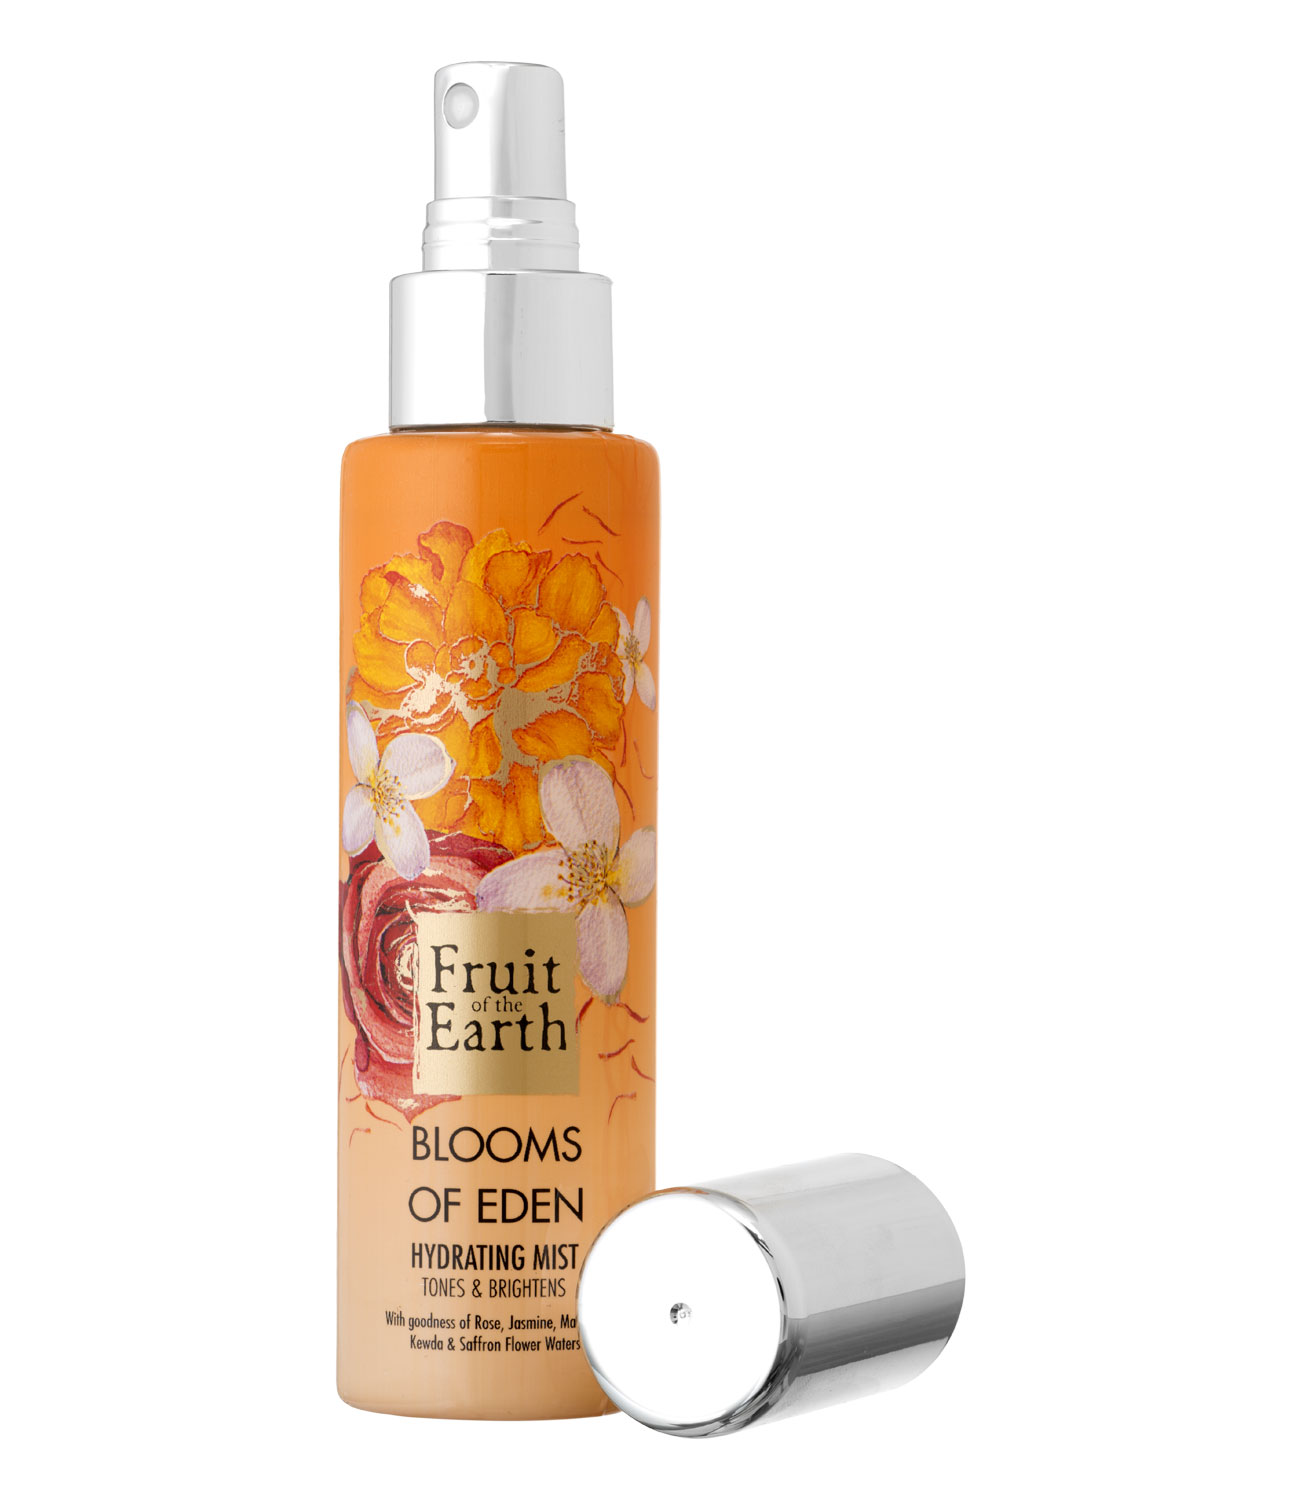 Fruit
of the
Earth
BLOOMS
OF EDEN
HYDRATING MIST
TONES & BRIGHTENS
With goodness of Rose, Jasmine,
Kewda & Saffron Flower Waters